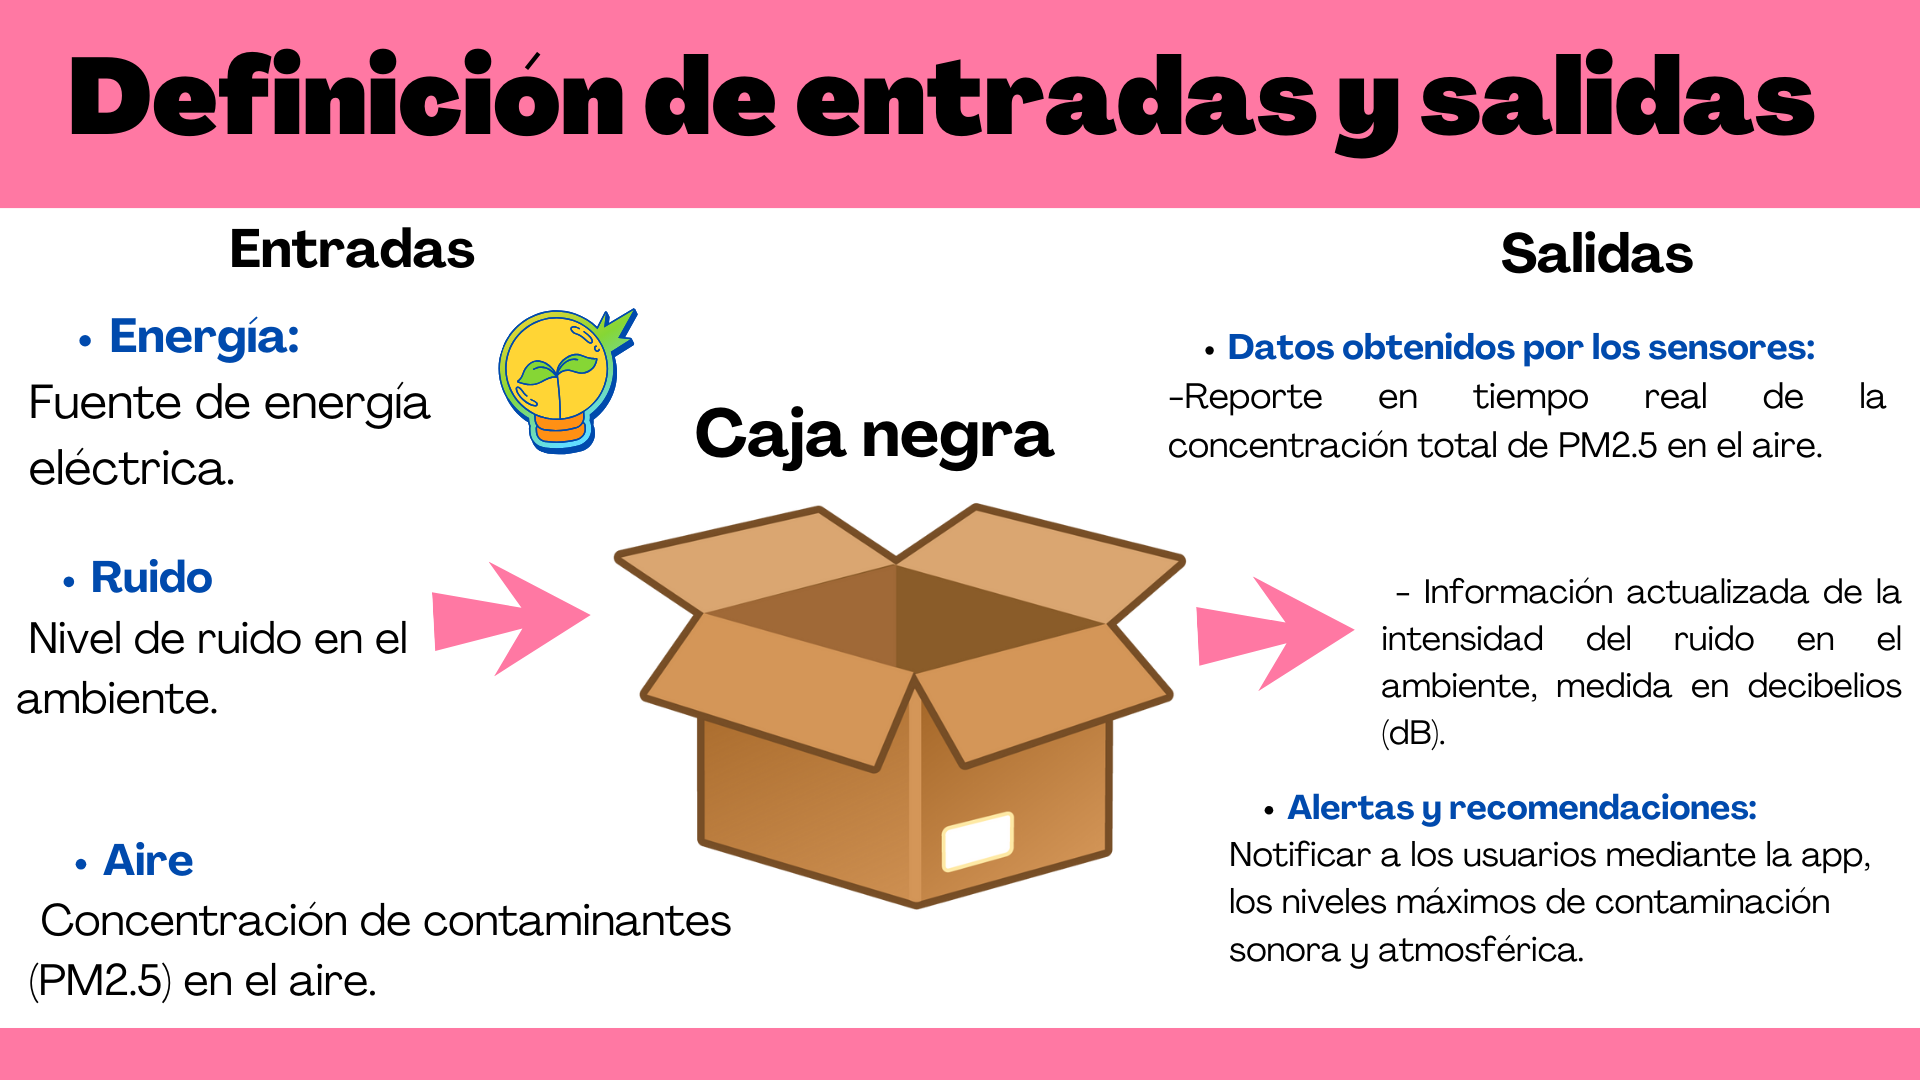 Definición de entradas y salidas
Entradas
• Energía:
Fuente de energía
eléctrica.
• Ruido
Nivel de ruido en el
ambiente.
• Aire
Concentración de contaminantes
(PM2.5) en el aire.
Caja negra
Salidas
• Datos obtenidos por los sensores:
-Reporte en tiempo real de la
concentración total de PM2.5 en el aire.
- Información actualizada de la
intensidad del ruido en el
ambiente, medida en decibelios
(dB).
• Alertas y recomendaciones:
Notificar a los usuarios mediante la app,
los niveles máximos de contaminación
sonora y atmosférica.